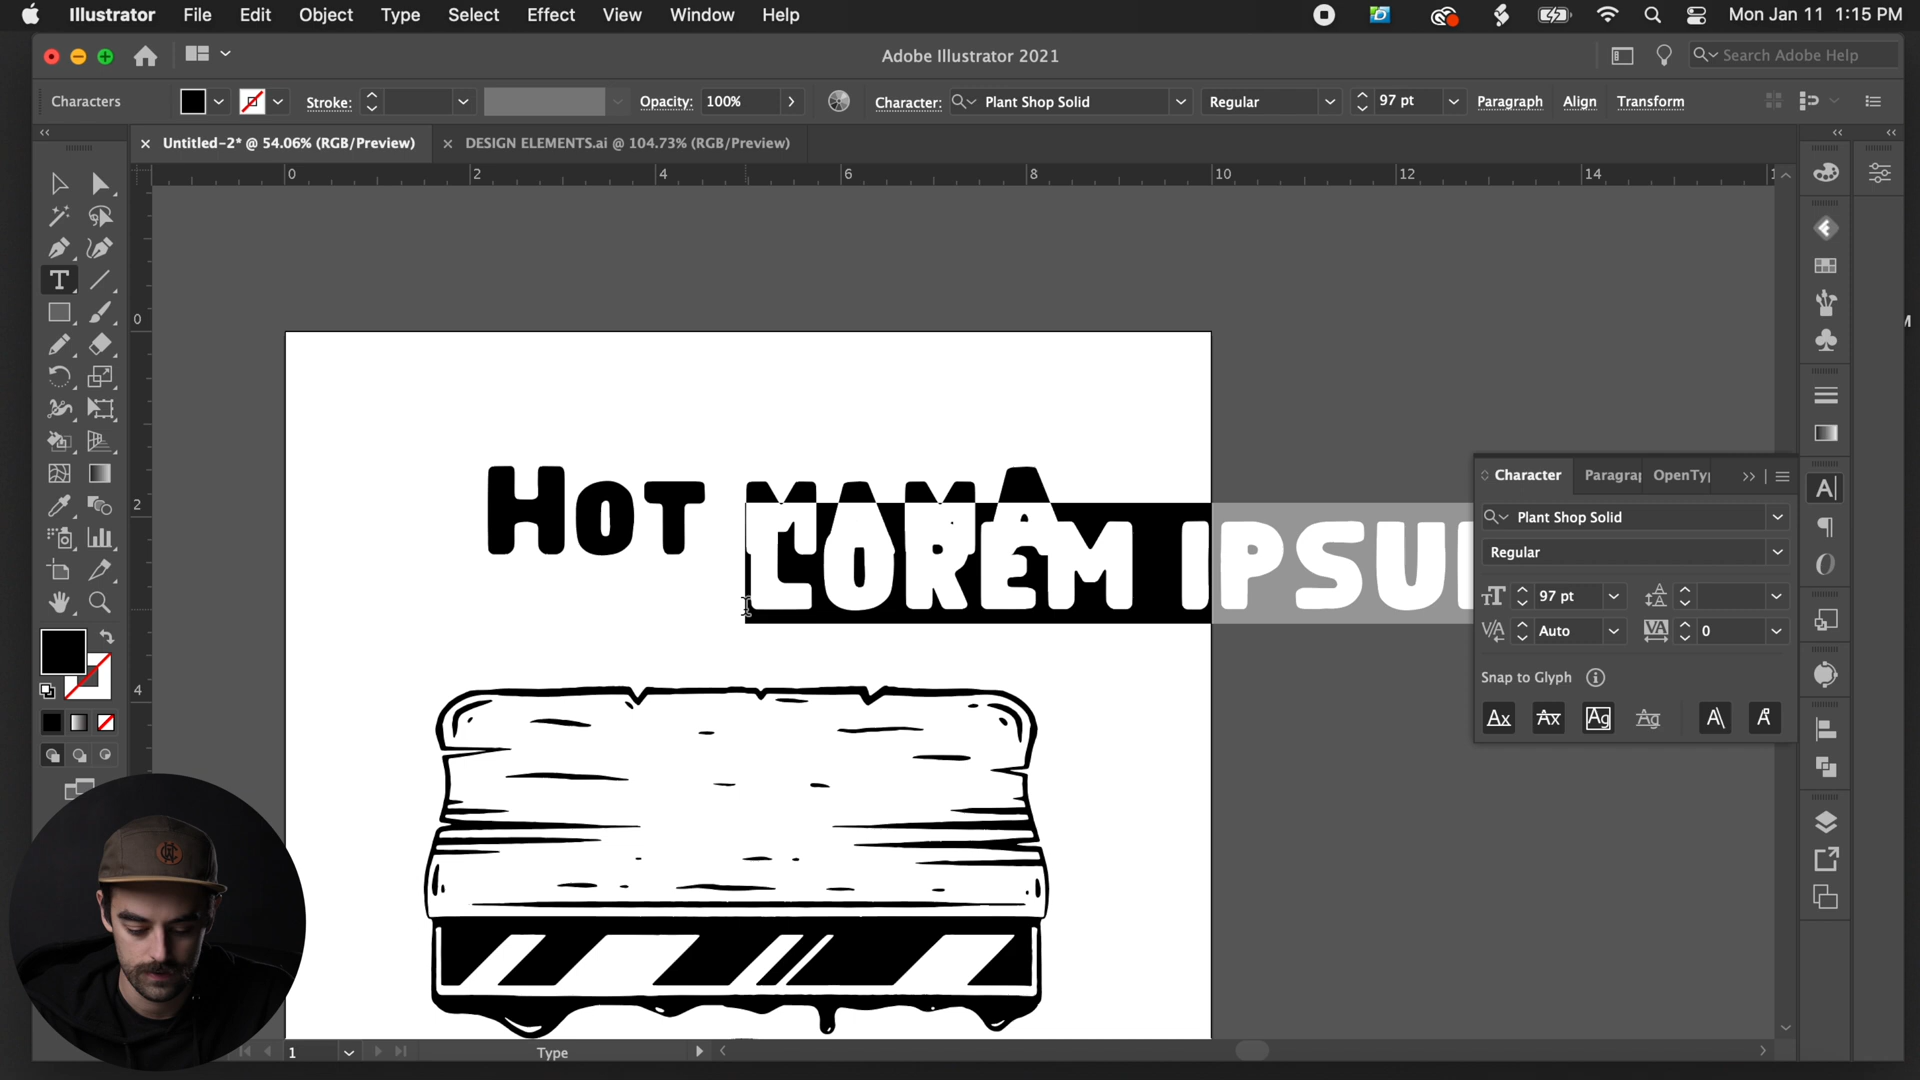 Illustrator File Edit Object Type Select Effect View Window Help Mon Jan 11 1:15 PM
Adobe Illustrator 2021 Search Adobe Help
Characters Stroke: Opacity: 100% Character: Plant Shop Solid Regular 97 pt Paragraph Align Transform
Untitled-2* @ 54.06% (RGB/Preview) DESIGN ELEMENTS.ai @ 104.73% (RGB/Preview)
0 2 4 6 8 10 12 14
0
2
4
HOT MAMA
LOREM IPSU
Character Paragra OpenTy
Plant Shop Solid
Regular
97 pt
Auto 0
Snap to Glyph
1 Type